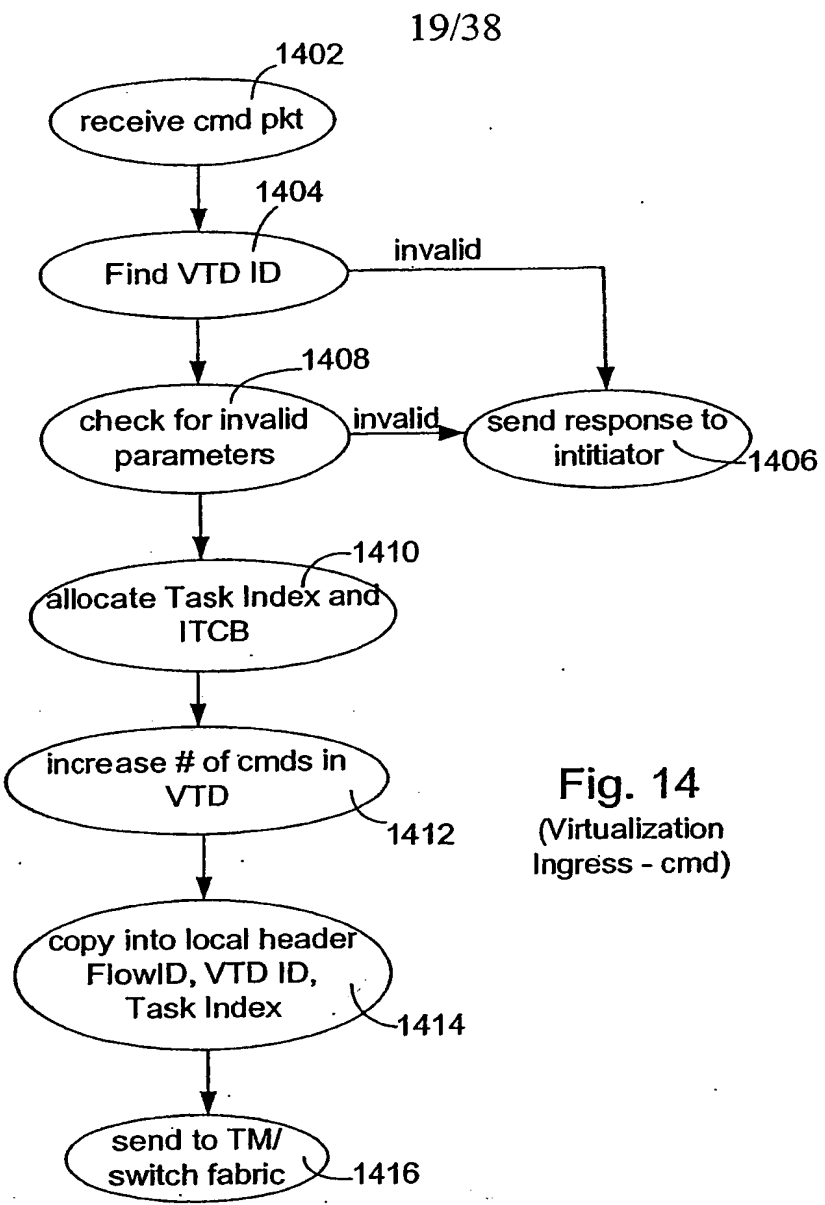 19/38
1402
receive cmd pkt
1404
Find VTD ID
invalid
1408
check for invalid
parameters
invalid
send response to
intitiator
1406
1410
allocate Task Index and
ITCB
increase # of cmds in
VTD
1412
Fig. 14
(Virtualization
Ingress - cmd)
copy into local header
FlowID, VTD ID,
Task Index
1414
send to TM/
switch fabric
1416